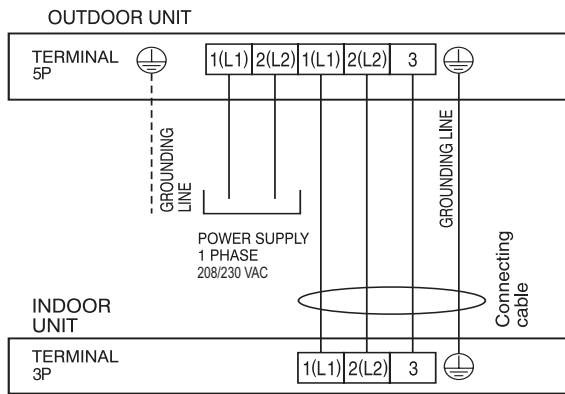 OUTDOOR UNIT
TERMINAL
5P
1(L1) 2(L2) 1(L1) 2(L2) 3
GROUNDING
LINE
GROUNDING LINE
POWER SUPPLY
1 PHASE
208/230 VAC
Connecting
cable
INDOOR
UNIT
TERMINAL
3P
1(L1) 2(L2) 3